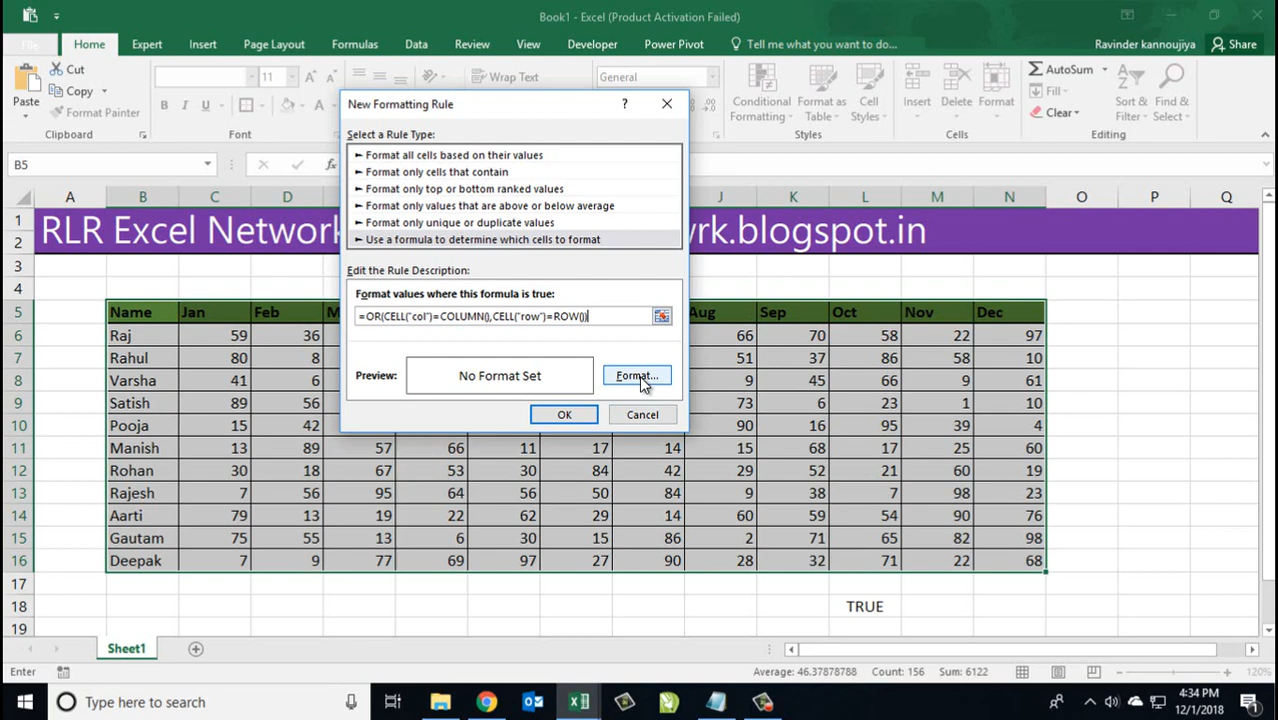 Book1 - Excel (Product Activation Failed)
File Home Expert Insert Page Layout Formulas Data Review View Developer Power Pivot Tell me what you want to do... Ravinder kannoujiya Share
Paste Cut Copy Format Painter Clipboard
11 Font
Wrap Text General
Conditional Formatting Format as Table Cell Styles Styles
Insert Delete Format Cells
AutoSum Fill Clear Sort & Filter Find & Select Editing
New Formatting Rule
Select a Rule Type:
► Format all cells based on their values
► Format only cells that contain
► Format only top or bottom ranked values
► Format only values that are above or below average
► Format only unique or duplicate values
► Use a formula to determine which cells to format
Edit the Rule Description:
Format values where this formula is true:
=OR(CELL("col")=COLUMN(),CELL("row")=ROW())
Preview: No Format Set Format...
OK Cancel
B5
A B C D J K L M N O P Q
1 RLR Excel Network wrk.blogspot.in
2
3
4
5 Name Jan Feb M Aug Sep Oct Nov Dec
6 Raj 59 36 66 70 58 22 97
7 Rahul 80 8 51 37 86 58 10
8 Varsha 41 6 9 45 66 9 61
9 Satish 89 56 73 6 23 1 10
10 Pooja 15 42 90 16 95 39 4
11 Manish 13 89 57 66 11 17 14 15 68 17 25 60
12 Rohan 30 18 67 53 30 84 42 29 52 21 60 19
13 Rajesh 7 56 95 64 56 50 84 9 38 7 98 23
14 Aarti 79 13 19 22 62 29 14 60 59 54 90 76
15 Gautam 75 55 13 6 30 15 86 2 71 65 82 98
16 Deepak 7 9 77 69 97 27 90 28 32 71 22 68
17
18 TRUE
19
Sheet1
Enter Average: 46.37878788 Count: 156 Sum: 6122 120%
Type here to search
4:34 PM
12/1/2018
1